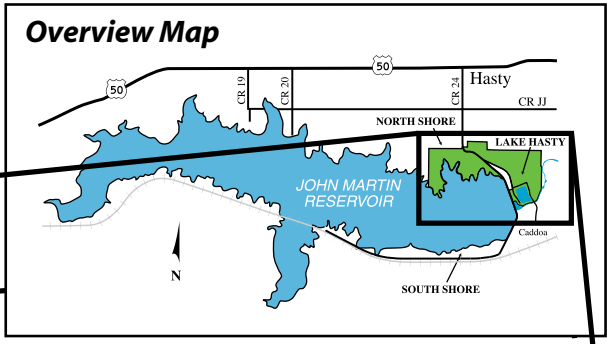 Overview Map
50
50
CR 19
CR 20
CR 24
Hasty
CR JJ
NORTH SHORE
LAKE HASTY
JOHN MARTIN
RESERVOIR
Caddoa
N
SOUTH SHORE